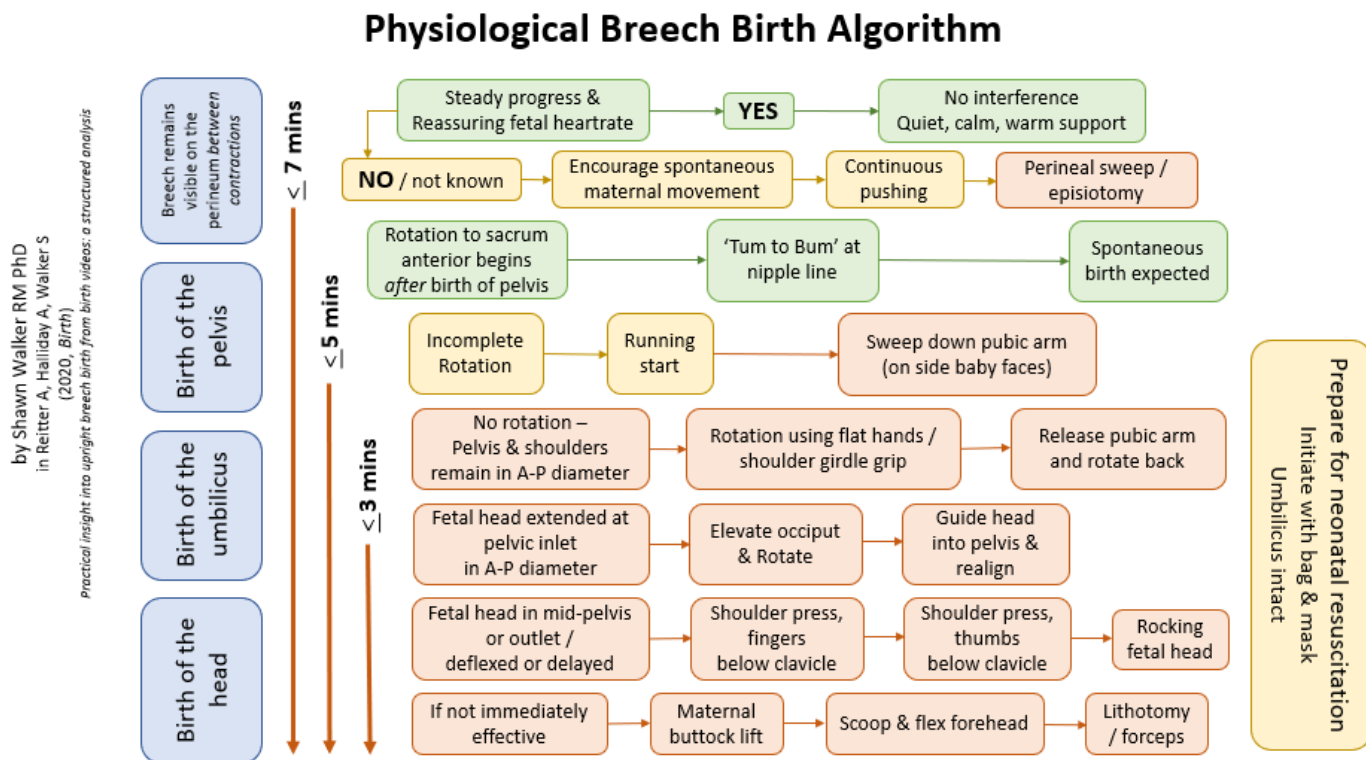 Physiological Breech Birth Algorithm
by Shawn Walker RM PhD
in Reitter A, Halliday A, Walker S
(2020, Birth)
Practical insight into upright breech birth from birth videos: a structured analysis
Breech remains
visible on the
perineum between
contractions
Birth of the
pelvis
Birth of the
umbilicus
Birth of the
head
≤ 7 mins
≤ 5 mins
≤ 3 mins
Steady progress &
Reassuring fetal heartrate
YES
No interference
Quiet, calm, warm support
NO / not known
Encourage spontaneous
maternal movement
Continuous
pushing
Perineal sweep /
episiotomy
Rotation to sacrum
anterior begins
after birth of pelvis
‘Tum to Bum’ at
nipple line
Spontaneous
birth expected
Incomplete
Rotation
Running
start
Sweep down pubic arm
(on side baby faces)
No rotation –
Pelvis & shoulders
remain in A-P diameter
Rotation using flat hands /
shoulder girdle grip
Release pubic arm
and rotate back
Fetal head extended at
pelvic inlet
in A-P diameter
Elevate occiput
& Rotate
Guide head
into pelvis &
realign
Fetal head in mid-pelvis
or outlet /
deflexed or delayed
Shoulder press,
fingers
below clavicle
Shoulder press,
thumbs
below clavicle
Rocking
fetal head
If not immediately
effective
Maternal
buttock lift
Scoop & flex forehead
Lithotomy
/ forceps
Prepare for neonatal resuscitation
Initiate with bag & mask
Umbilicus intact